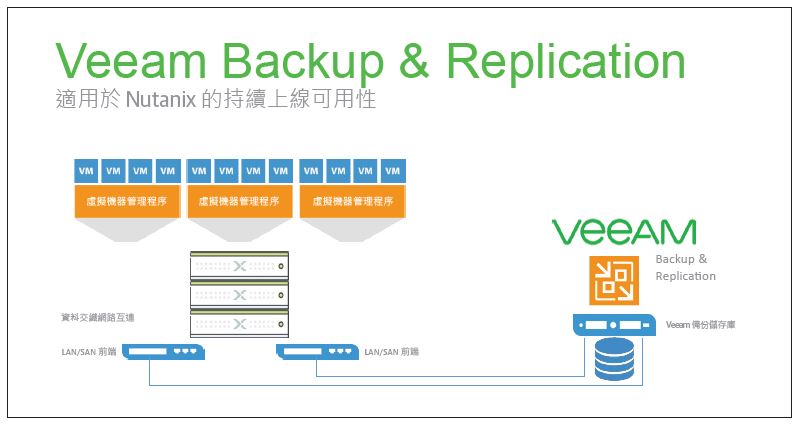 Veeam Backup & Replication
適用於 Nutanix 的持續上線可用性
VM VM VM VM VM VM VM VM VM VM VM VM
虛擬機器管理程序 虛擬機器管理程序 虛擬機器管理程序
VEEAM
Backup &
Replication
資料交織網路互連
Veeam 備份儲存庫
LAN/SAN 前端 LAN/SAN 前端